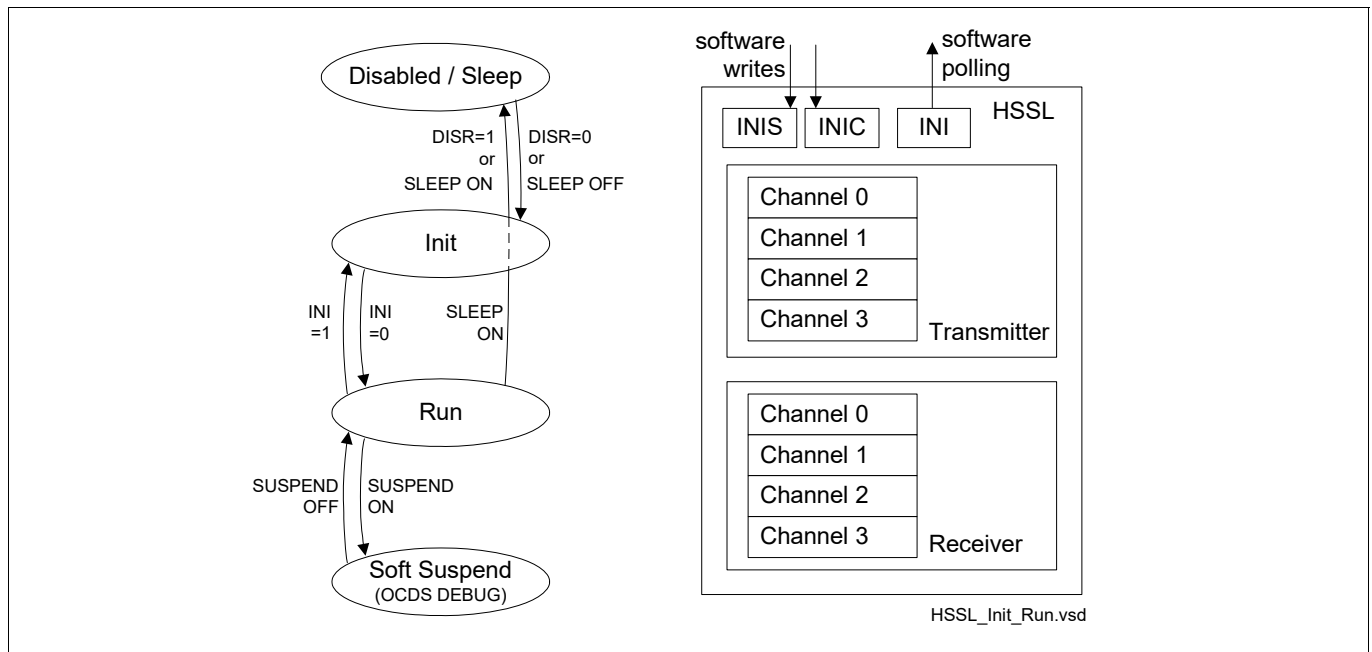 Disabled / Sleep
DISR=1
or
SLEEP ON
DISR=0
or
SLEEP OFF
Init
INI
=1
INI
=0
SLEEP
ON
Run
SUSPEND
OFF
SUSPEND
ON
Soft Suspend
(OCDS DEBUG)
software
writes
software
polling
HSSL
INIS
INIC
INI
Channel 0
Channel 1
Channel 2
Channel 3
Transmitter
Channel 0
Channel 1
Channel 2
Channel 3
Receiver
HSSL_Init_Run.vsd